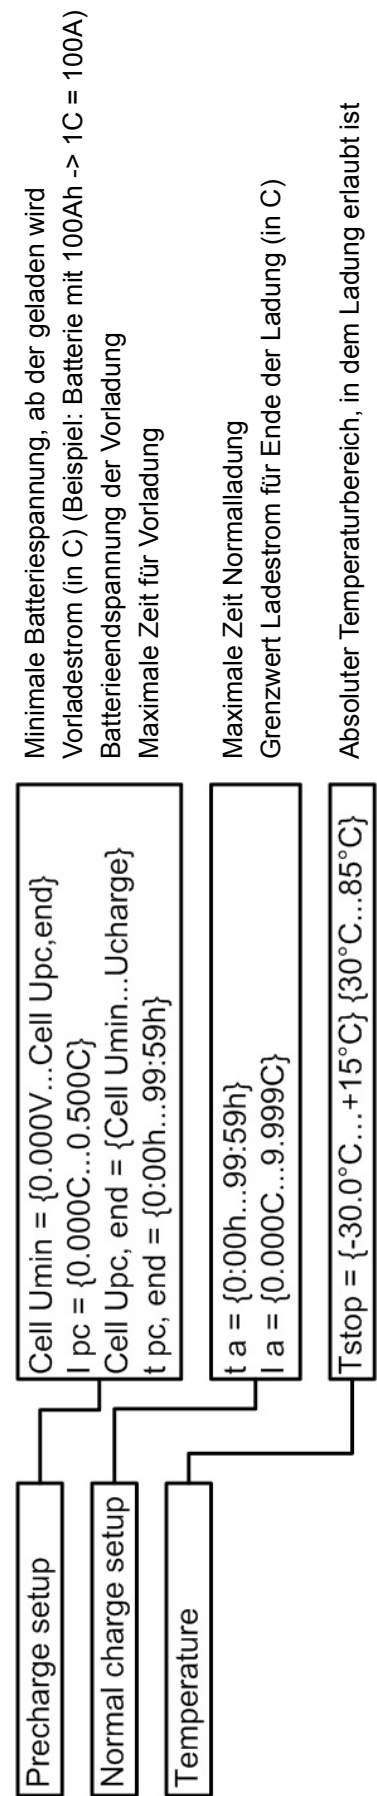 Precharge setup
Cell Umin = {0.000V...Cell Upc,end}
Minimale Batteriespannung, ab der geladen wird
I pc = {0.000C...0.500C}
Vorladestrom (in C) (Beispiel: Batterie mit 100Ah -> 1C = 100A)
Cell Upc, end = {Cell Umin...Ucharge}
Batterieendspannung der Vorladung
t pc, end = {0:00h...99:59h}
Maximale Zeit für Vorladung
Normal charge setup
t a = {0:00h...99:59h}
Maximale Zeit Normalladung
I a = {0.000C...9.999C}
Grenzwert Ladestrom für Ende der Ladung (in C)
Temperature
Tstop = {-30.0°C...+15°C} {30°C...85°C}
Absoluter Temperaturbereich, in dem Ladung erlaubt ist